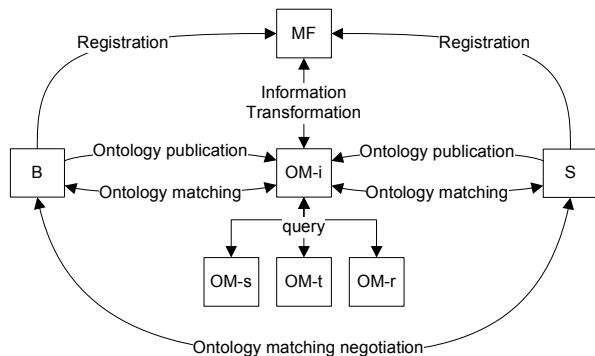 MF
Registration
Registration
Information
Transformation
Ontology publication
Ontology publication
B
OM-i
S
Ontology matching
Ontology matching
query
OM-s
OM-t
OM-r
Ontology matching negotiation